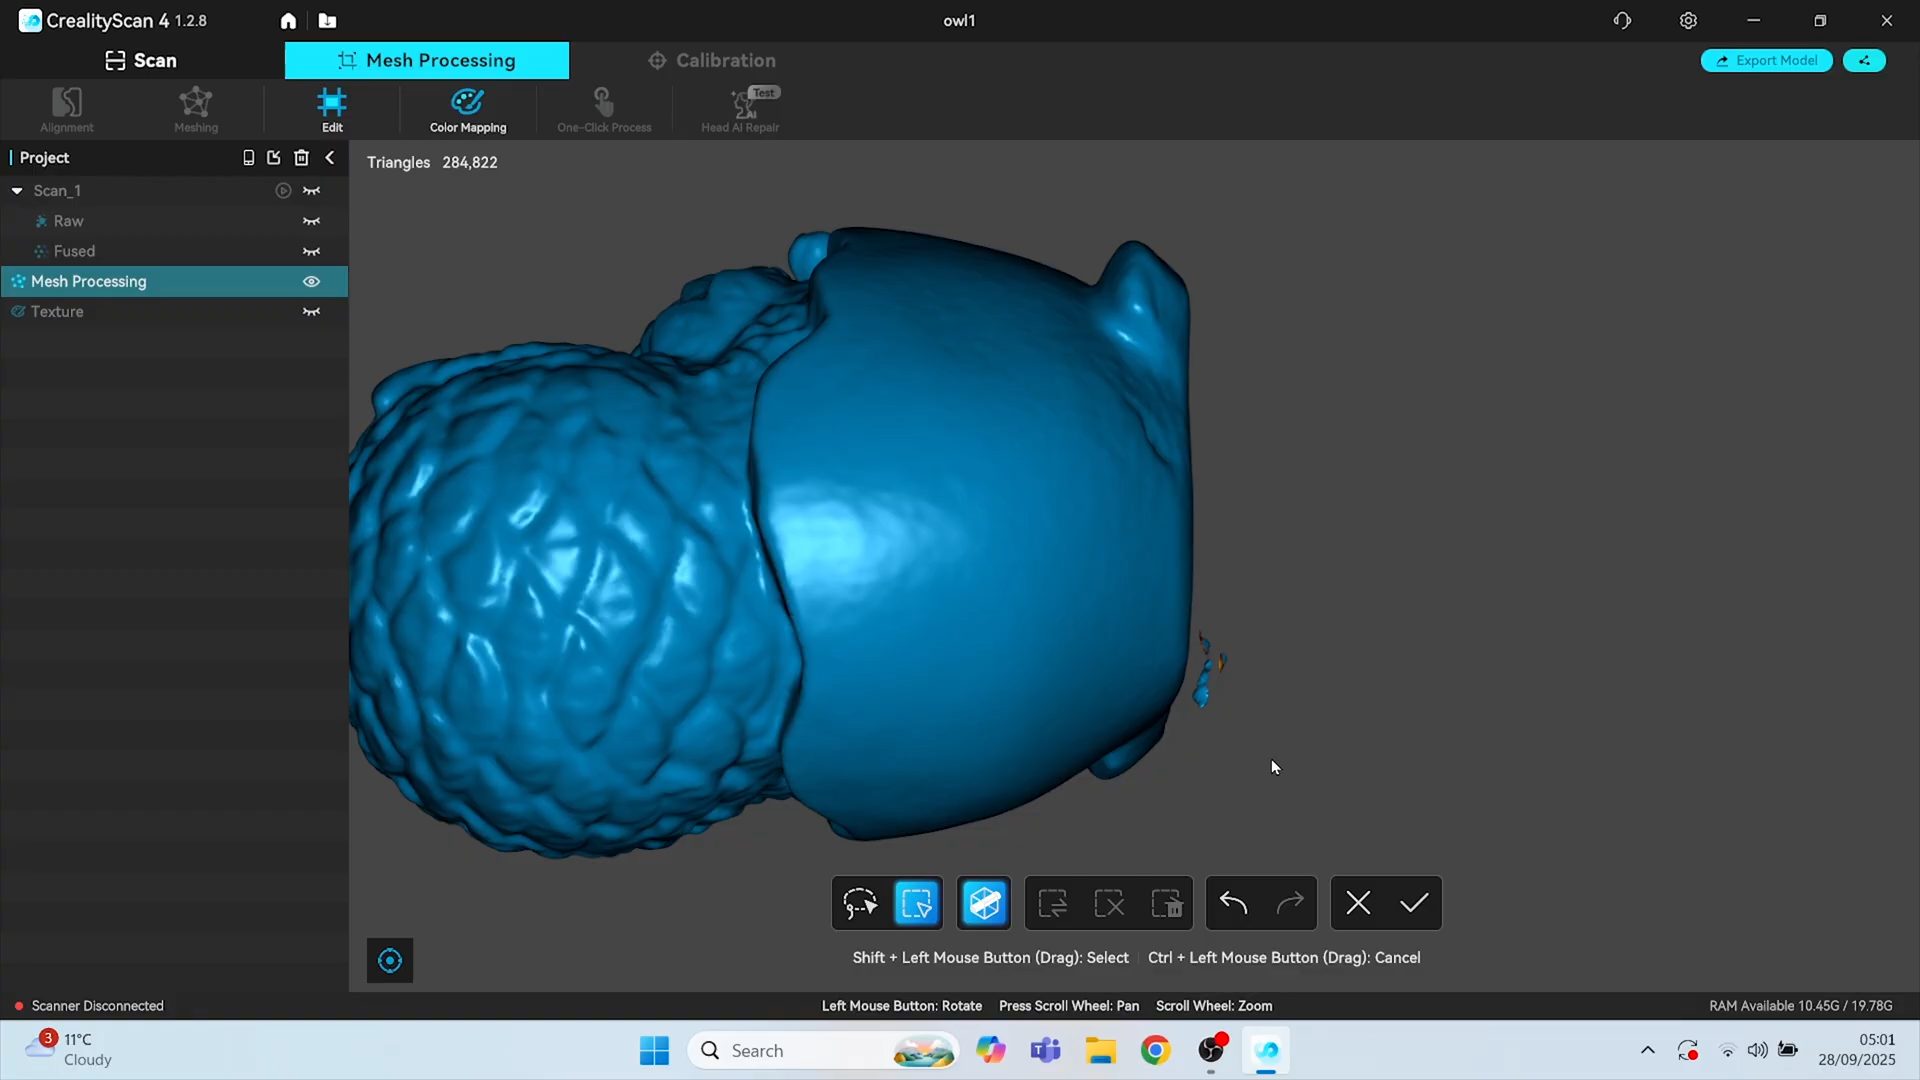 CrealityScan 4 1.2.8
owl1
Scan
Mesh Processing
Calibration
Export Model
Alignment
Meshing
Edit
Color Mapping
One-Click Process
Test
AI
Head AI Repair
Project
Triangles 284,822
Scan_1
Raw
Fused
Mesh Processing
Texture
Shift + Left Mouse Button (Drag): Select
Ctrl + Left Mouse Button (Drag): Cancel
Scanner Disconnected
Left Mouse Button: Rotate
Press Scroll Wheel: Pan
Scroll Wheel: Zoom
RAM Available 10.45G / 19.78G
3
11°C
Cloudy
Search
05:01
28/09/2025